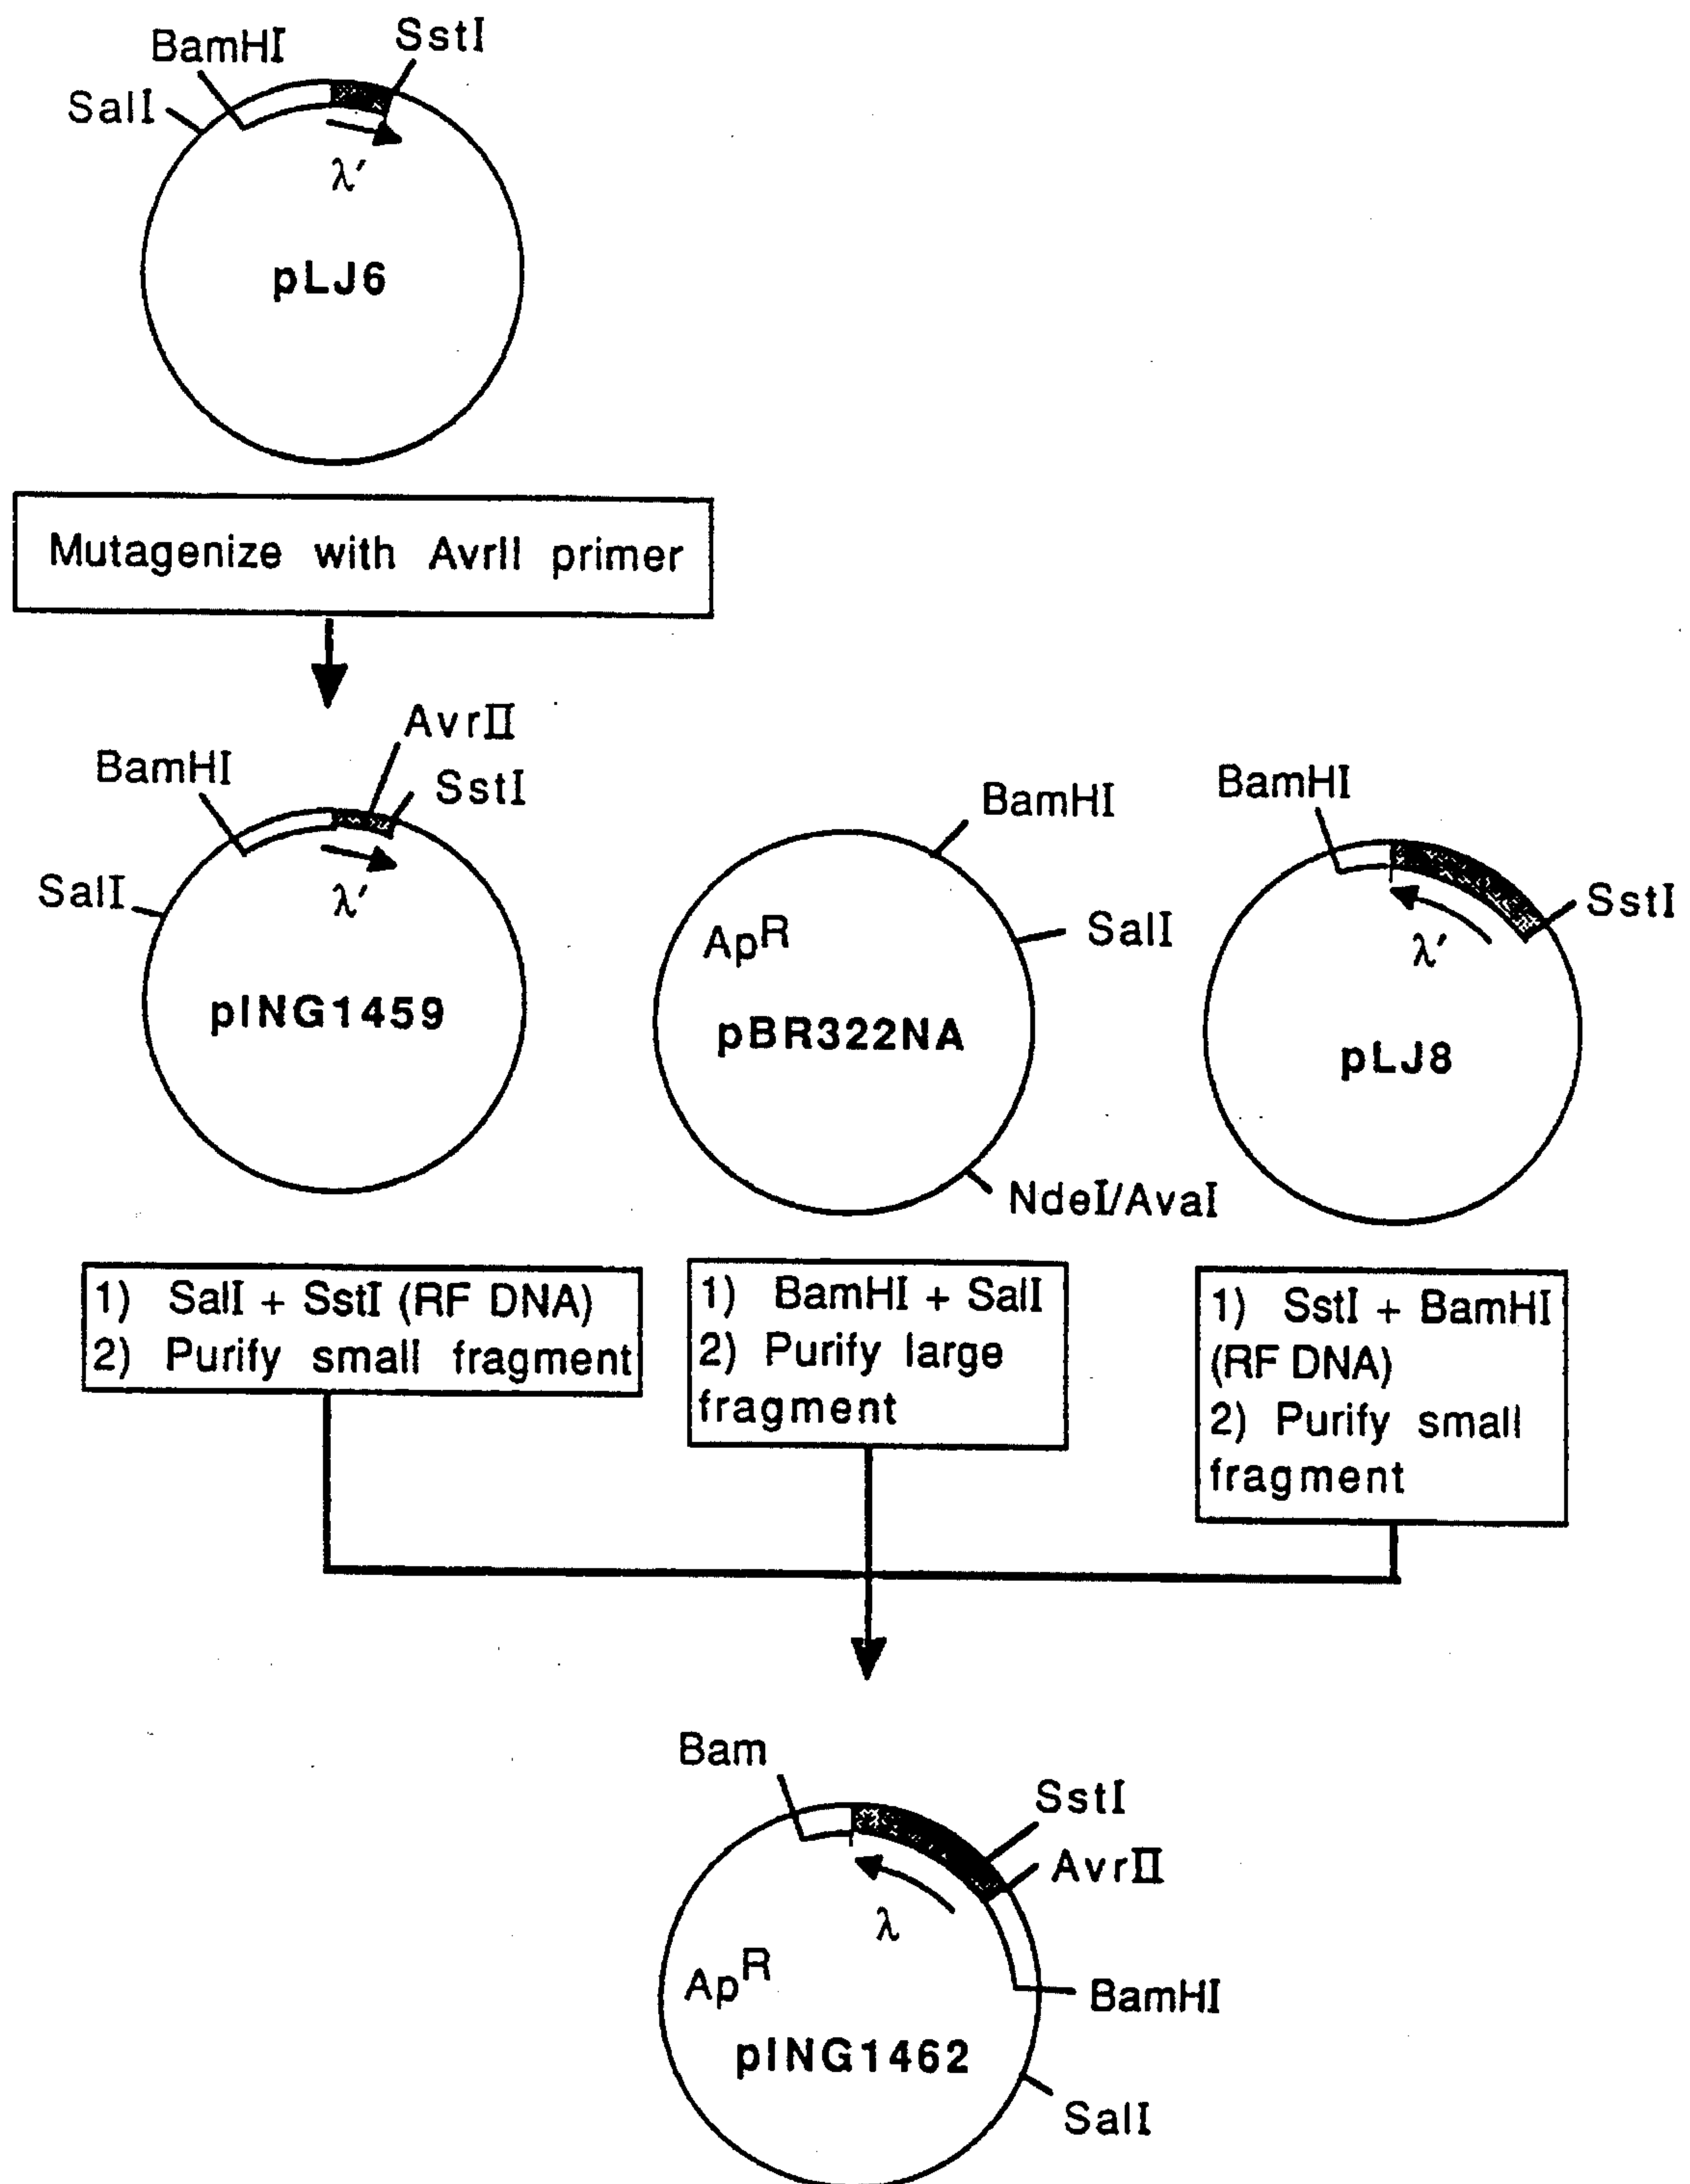 BamHI
SstI
SalI
λ′
pLJ6
Mutagenize with AvrII primer
AvrII
BamHI
SstI
SalI
λ′
pING1459
BamHI
SalI
ApR
pBR322NA
NdeI/AvaI
BamHI
SstI
λ′
pLJ8
1) SalI + SstI (RF DNA)
2) Purify small fragment
1) BamHI + SalI
2) Purify large
fragment
1) SstI + BamHI
(RF DNA)
2) Purify small
fragment
Bam
SstI
AvrII
λ
ApR
BamHI
pING1462
SalI